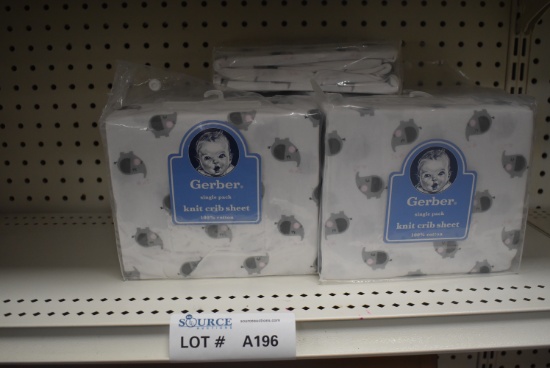 Gerber.
single pack
knit crib sheet
100% cotton
Gerber.
single pack
knit crib sheet
100% cotton
SOURCE
AUCTIONS
LOT # A196